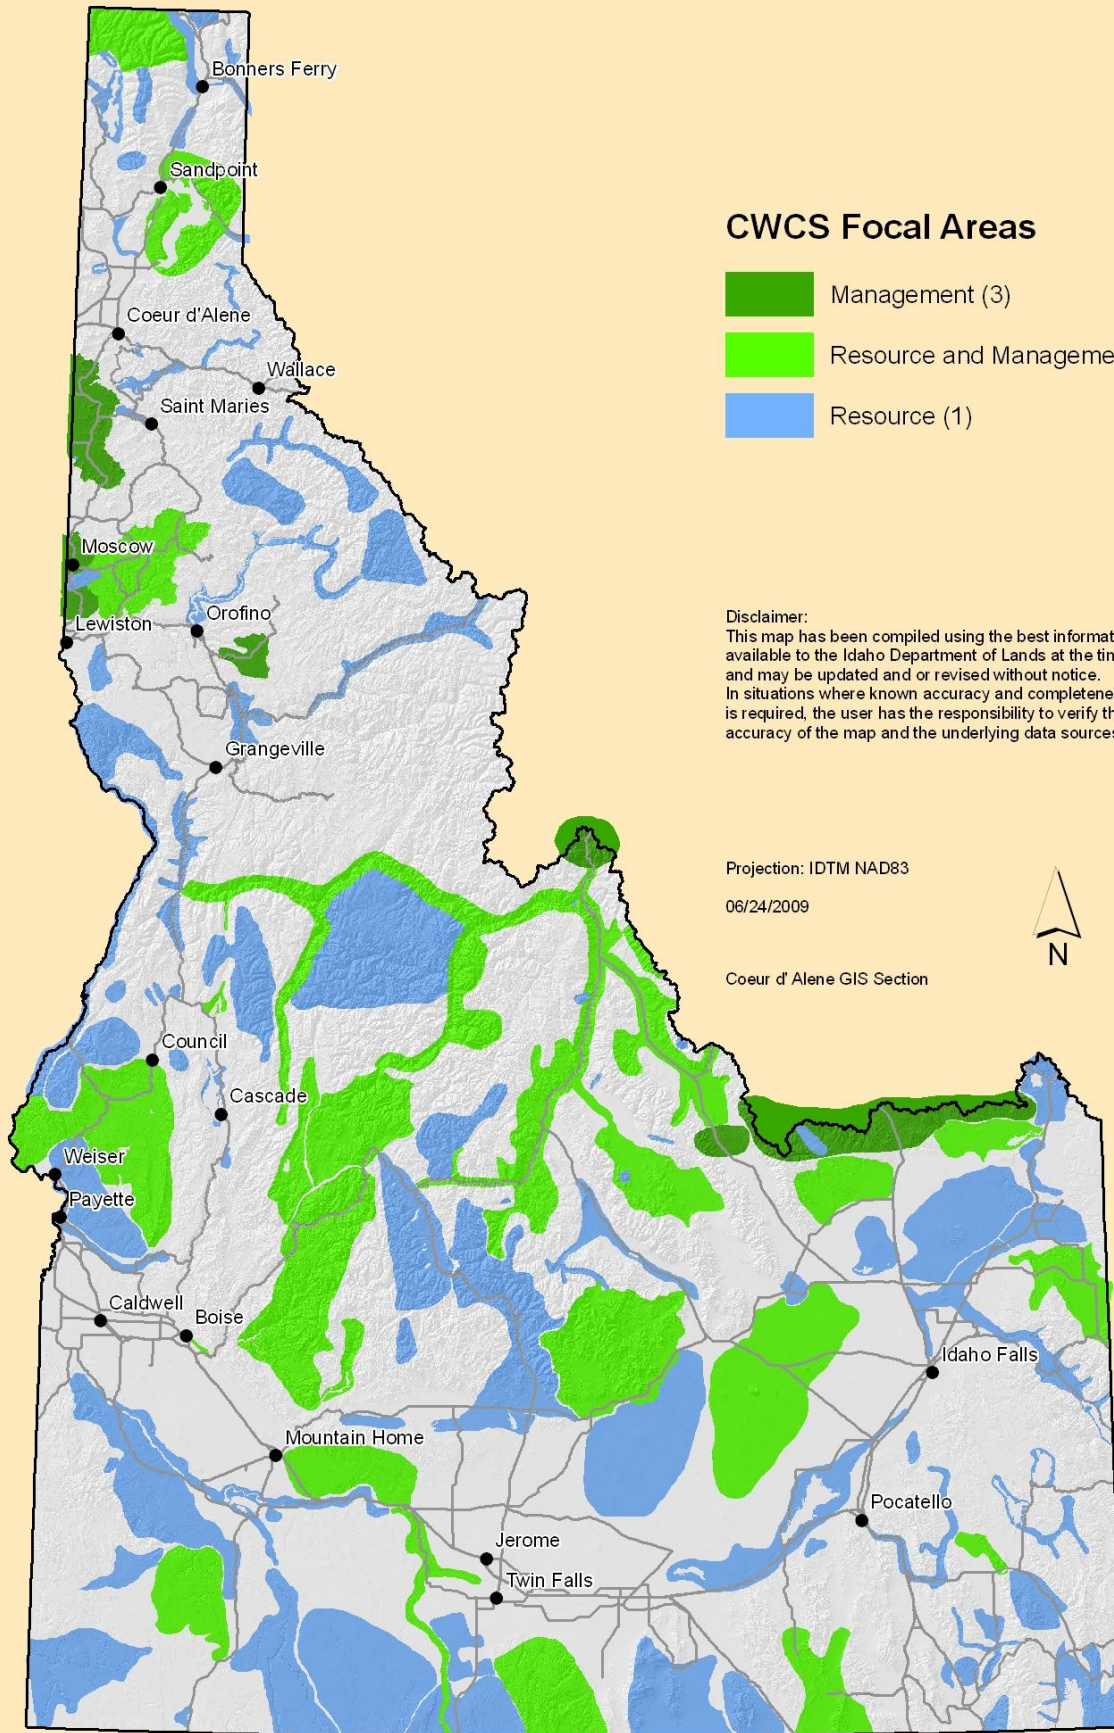 Bonners Ferry
Sandpoint
CWCS Focal Areas
Management (3)
Coeur d'Alene
Resource and Manageme
Wallace
Saint Maries
Resource (1)
Moscow
Orofino
Lewiston
Disclaimer:
This map has been compiled using the best informat
available to the Idaho Department of Lands at the tim
and may be updated and or revised without notice.
In situations where known accuracy and completene
is required, the user has the responsibility to verify th
accuracy of the map and the underlying data sources
Grangeville
Projection: IDTM NAD83
06/24/2009
N
Coeur d' Alene GIS Section
Council
Cascade
Weiser
Payette
Caldwell
Boise
Idaho Falls
Mountain Home
Pocatello
Jerome
Twin Falls